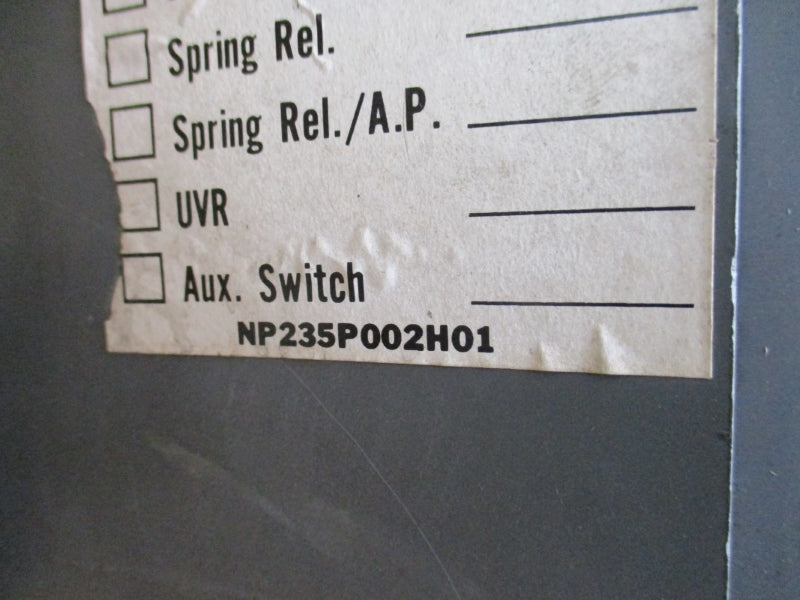 Spring Rel.
Spring Rel./A.P.
UVR
Aux. Switch
NP235P002H01